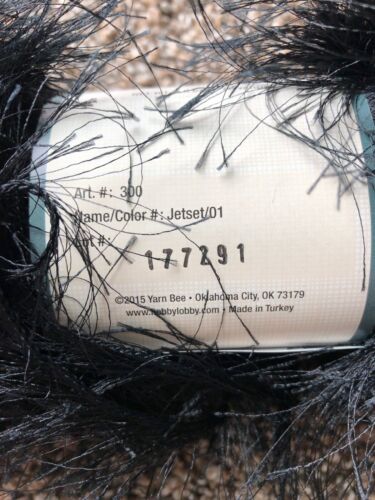 Art. #: 300
Name/Color #: Jetset/01
Lot #:
177291
©2015 Yarn Bee • Oklahoma City, OK 73179
www.hobbylobby.com • Made in Turkey